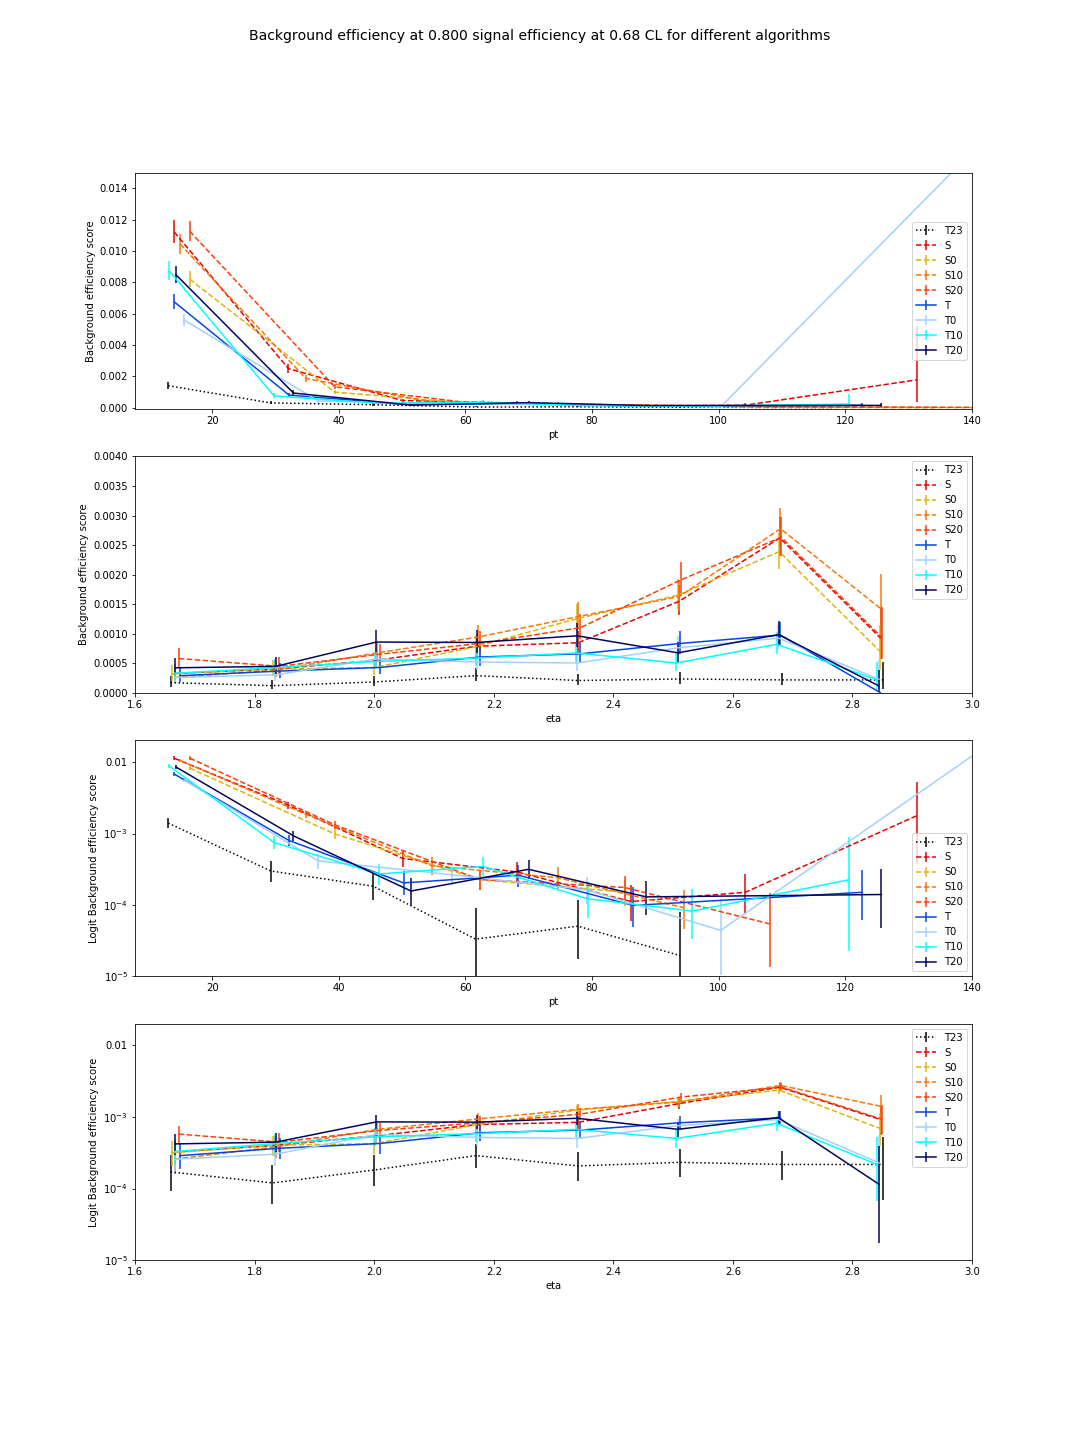 Background efficiency at 0.800 signal efficiency at 0.68 CL for different algorithms
0.014
0.012
0.010
0.008
0.006
0.004
0.002
0.000
Background efficiency score
20 40 60 80 100 120 140
pt
T23
S
S0
S10
S20
T
T0
T10
T20
0.0040
0.0035
0.0030
0.0025
0.0020
0.0015
0.0010
0.0005
0.0000
Background efficiency score
1.6 1.8 2.0 2.2 2.4 2.6 2.8 3.0
eta
T23
S
S0
S10
S20
T
T0
T10
T20
0.01
10⁻³
10⁻⁴
10⁻⁵
Logit Background efficiency score
20 40 60 80 100 120 140
pt
T23
S
S0
S10
S20
T
T0
T10
T20
0.01
10⁻³
10⁻⁴
10⁻⁵
Logit Background efficiency score
1.6 1.8 2.0 2.2 2.4 2.6 2.8 3.0
eta
T23
S
S0
S10
S20
T
T0
T10
T20